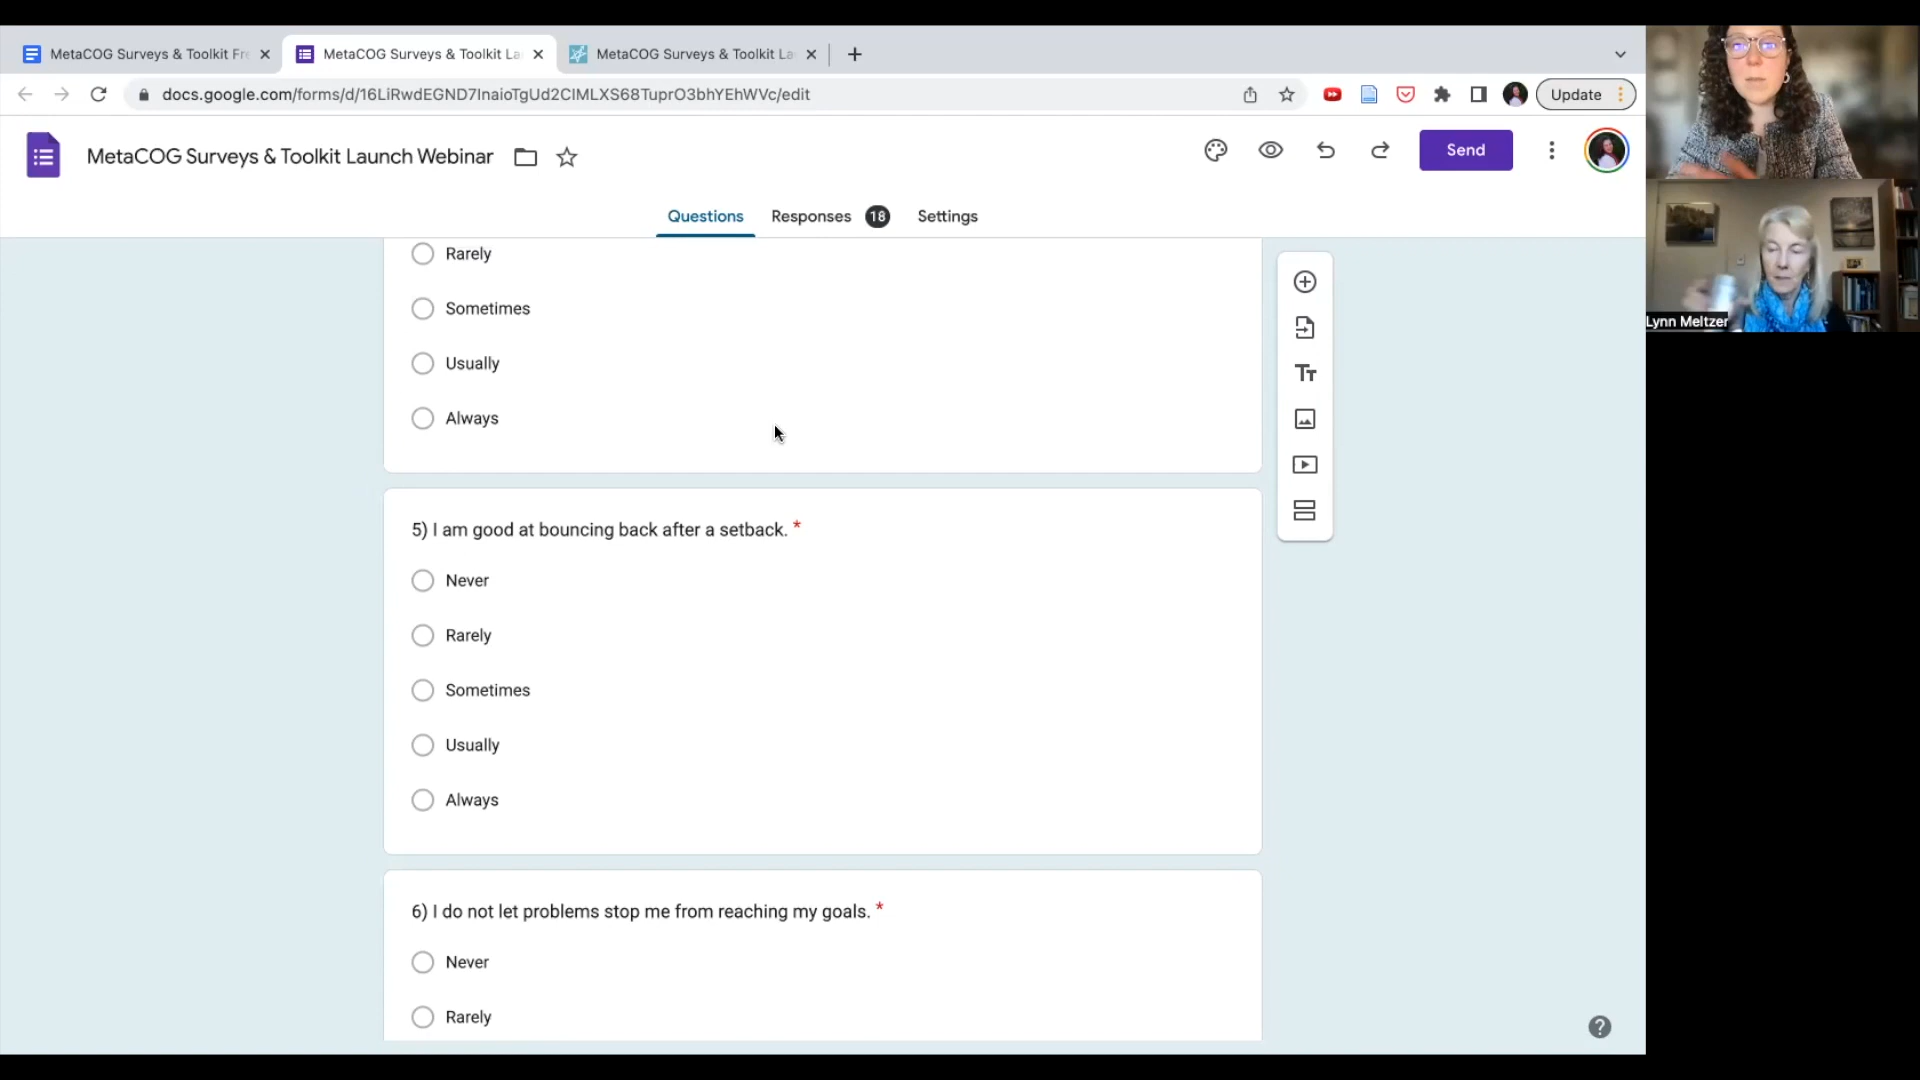 MetaCOG Surveys & Toolkit Fr
MetaCOG Surveys & Toolkit La
MetaCOG Surveys & Toolkit La
docs.google.com/forms/d/16LiRwdEGND7InaioTgUd2CIMLXS68TuprO3bhYEhWVc/edit
Update
MetaCOG Surveys & Toolkit Launch Webinar
Send
Questions
Responses 18
Settings
Rarely
Sometimes
Usually
Always
5) I am good at bouncing back after a setback. *
Never
Rarely
Sometimes
Usually
Always
6) I do not let problems stop me from reaching my goals. *
Never
Rarely
Lynn Meltzer